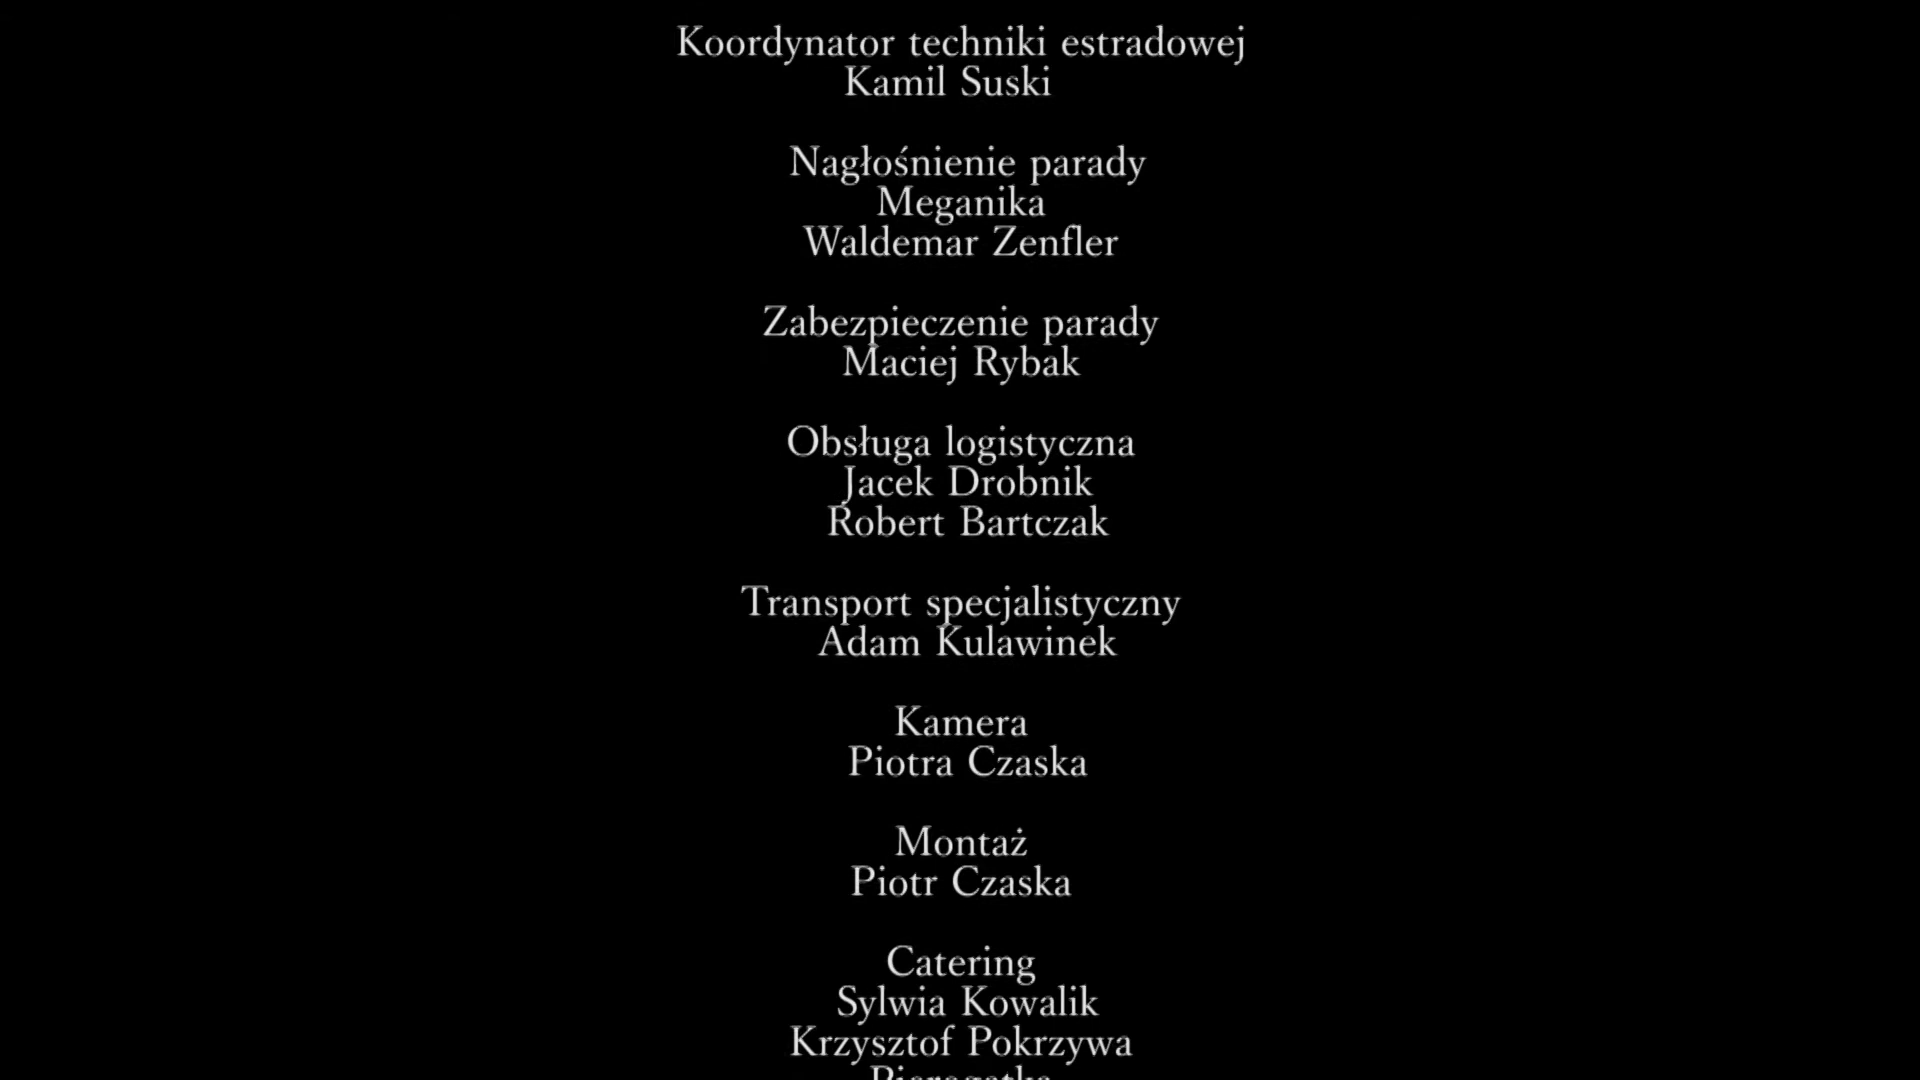 Koordynator techniki estradowej
Kamil Suski
Nagłośnienie parady
Meganika
Waldemar Zenfler
Zabezpieczenie parady
Maciej Rybak
Obsługa logistyczna
Jacek Drobnik
Robert Bartczak
Transport specjalistyczny
Adam Kulawinek
Kamera
Piotra Czaska
Montaż
Piotr Czaska
Catering
Sylwia Kowalik
Krzysztof Pokrzywa